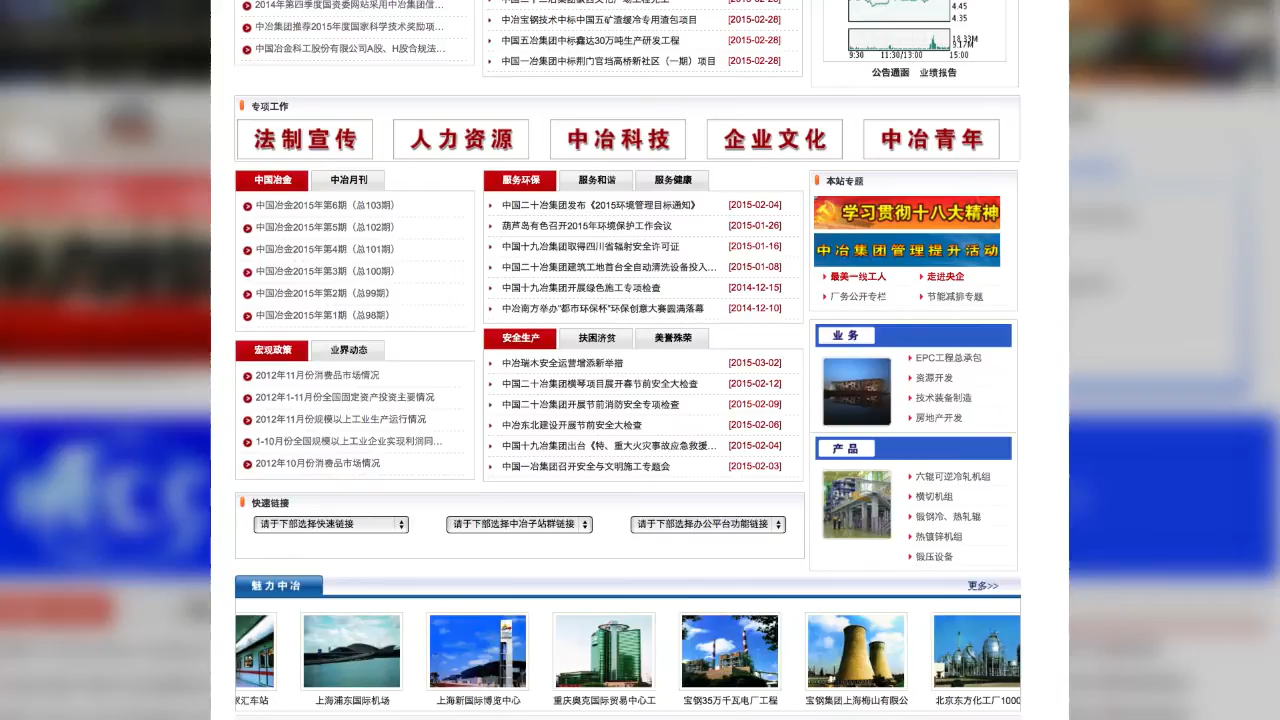 2014年第四季度国资委网站采用中冶集团信...
中冶集团推荐2015年度国家科学技术奖励项...
中国冶金科工股份有限公司A股、H股合规法...
中冶宝钢技术中标中国五矿渣缓冷专用渣包项目 [2015-02-28]
中国五冶集团中标鑫达30万吨生产研发工程 [2015-02-28]
中国一冶集团中标荆门官垱高桥新社区（一期）项目 [2015-02-28]
4.45
4.35
18.33M
9.17M
9:30 11:30/13:00 15:00
公告通函 业绩报告
专项工作
法制宣传 人力资源 中冶科技 企业文化 中冶青年
中国冶金 中冶月刊
中国冶金2015年第6期（总103期）
中国冶金2015年第5期（总102期）
中国冶金2015年第4期（总101期）
中国冶金2015年第3期（总100期）
中国冶金2015年第2期（总99期）
中国冶金2015年第1期（总98期）
宏观政策 业界动态
2012年11月份消费品市场情况
2012年1-11月份全国固定资产投资主要情况
2012年11月份规模以上工业生产运行情况
1-10月份全国规模以上工业企业实现利润同...
2012年10月份消费品市场情况
服务环保 服务和谐 服务健康
中国二十冶集团发布《2015环境管理目标通知》 [2015-02-04]
葫芦岛有色召开2015年环境保护工作会议 [2015-01-26]
中国十九冶集团取得四川省辐射安全许可证 [2015-01-16]
中国二十冶集团建筑工地首台全自动清洗设备投入... [2015-01-08]
中国十九冶集团开展绿色施工专项检查 [2014-12-15]
中冶南方举办"都市环保杯"环保创意大赛圆满落幕 [2014-12-10]
安全生产 扶困济贫 美誉殊荣
中冶瑞木安全运营增添新举措 [2015-03-02]
中国二十冶集团横琴项目展开春节前安全大检查 [2015-02-12]
中国二十冶集团开展节前消防安全专项检查 [2015-02-09]
中冶东北建设开展节前安全大检查 [2015-02-06]
中国十九冶集团出台《特、重大火灾事故应急救援... [2015-02-04]
中国一冶集团召开安全与文明施工专题会 [2015-02-03]
本站专题
学习贯彻十八大精神
中冶集团管理提升活动
最美一线工人 走进央企
厂务公开专栏 节能减排专题
业务
EPC工程总承包
资源开发
技术装备制造
房地产开发
产品
六辊可逆冷轧机组
横切机组
锻钢冷、热轧辊
热镀锌机组
锻压设备
快速链接
请于下部选择快速链接 请于下部选择中冶子站群链接 请于下部选择办公平台功能链接
魅力中冶 更多>>
汇车站 上海浦东国际机场 上海新国际博览中心 重庆奥克国际贸易中心工 宝钢35万千瓦电厂工程 宝钢集团上海梅山有限公 北京东方化工厂1000